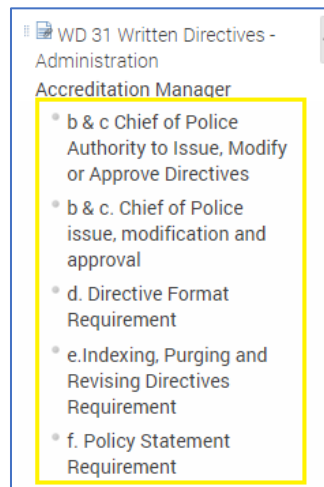 WD 31 Written Directives -
Administration
Accreditation Manager
b & c Chief of Police
Authority to Issue, Modify
or Approve Directives
b & c. Chief of Police
issue, modification and
approval
d. Directive Format
Requirement
e.Indexing, Purging and
Revising Directives
Requirement
f. Policy Statement
Requirement